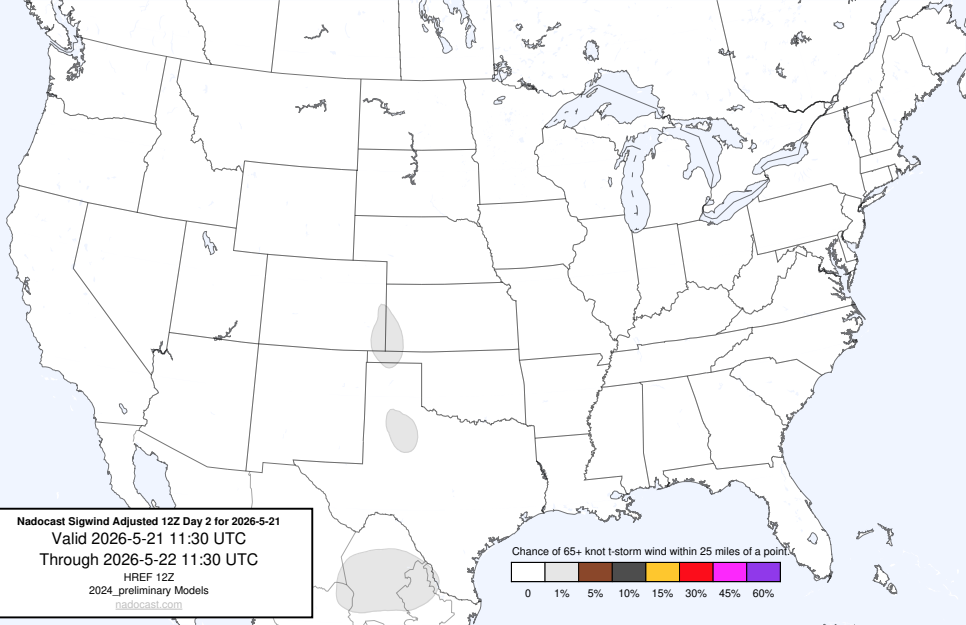 Nadocast Sigwind Adjusted 12Z Day 2 for 2026-5-21
Valid 2026-5-21 11:30 UTC
Through 2026-5-22 11:30 UTC
HREF 12Z
2024_preliminary Models
nadocast.com
Chance of 65+ knot t-storm wind within 25 miles of a point.
0 1% 5% 10% 15% 30% 45% 60%